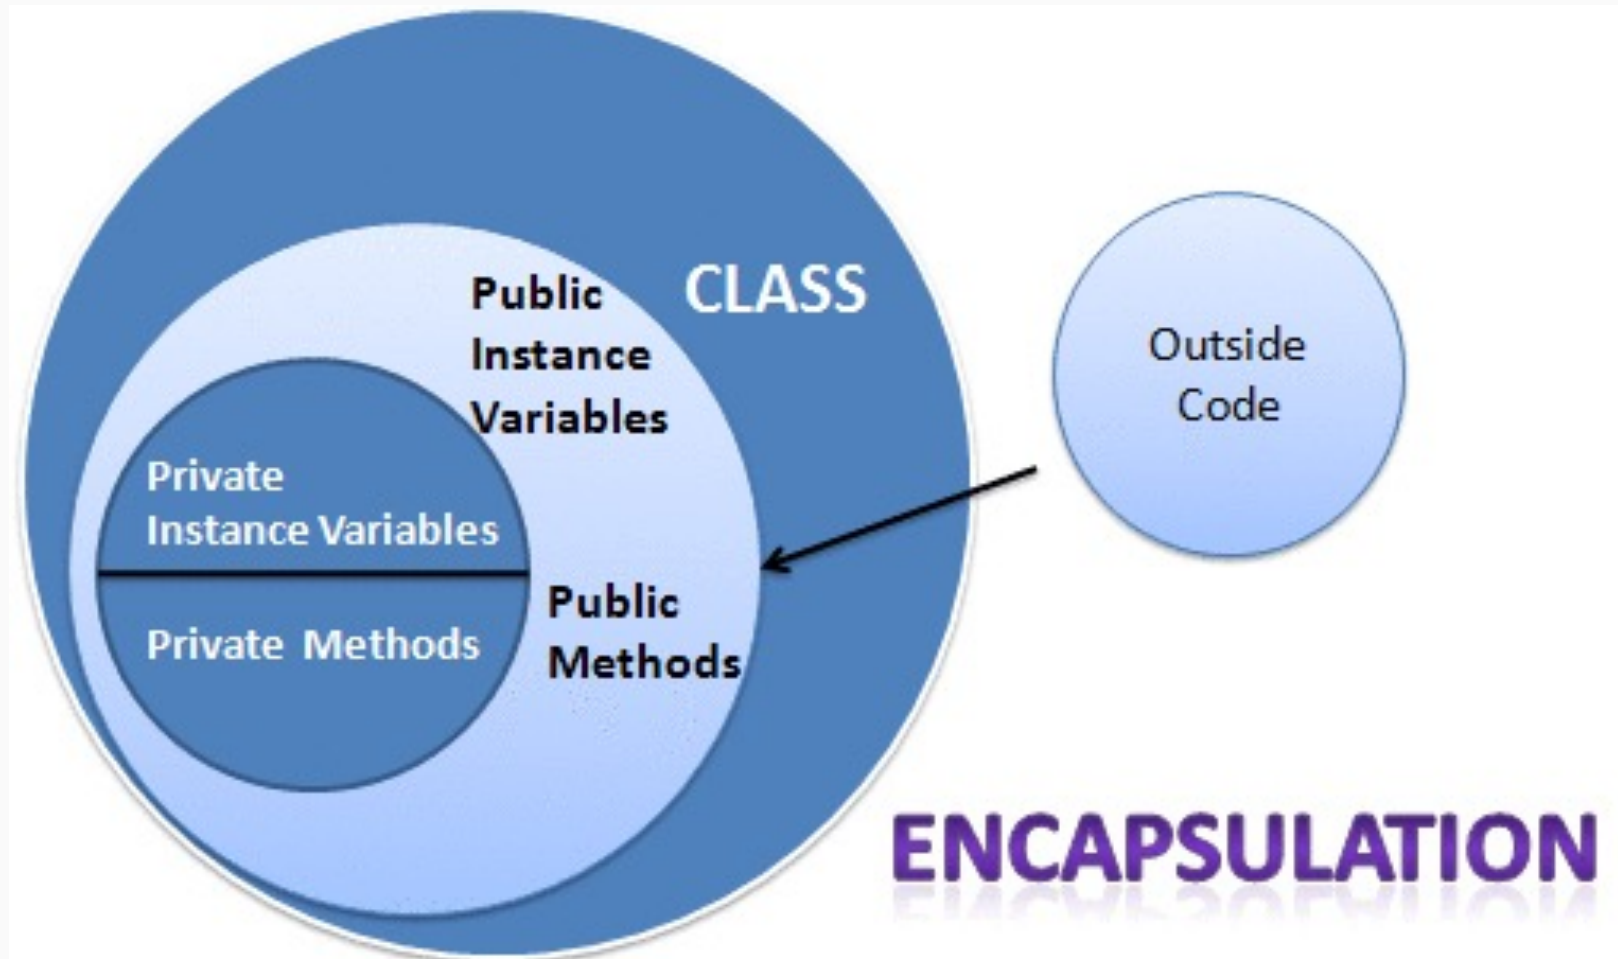 Public
Instance
Variables
CLASS
Private
Instance Variables
Private Methods
Public
Methods
Outside
Code
ENCAPSULATION